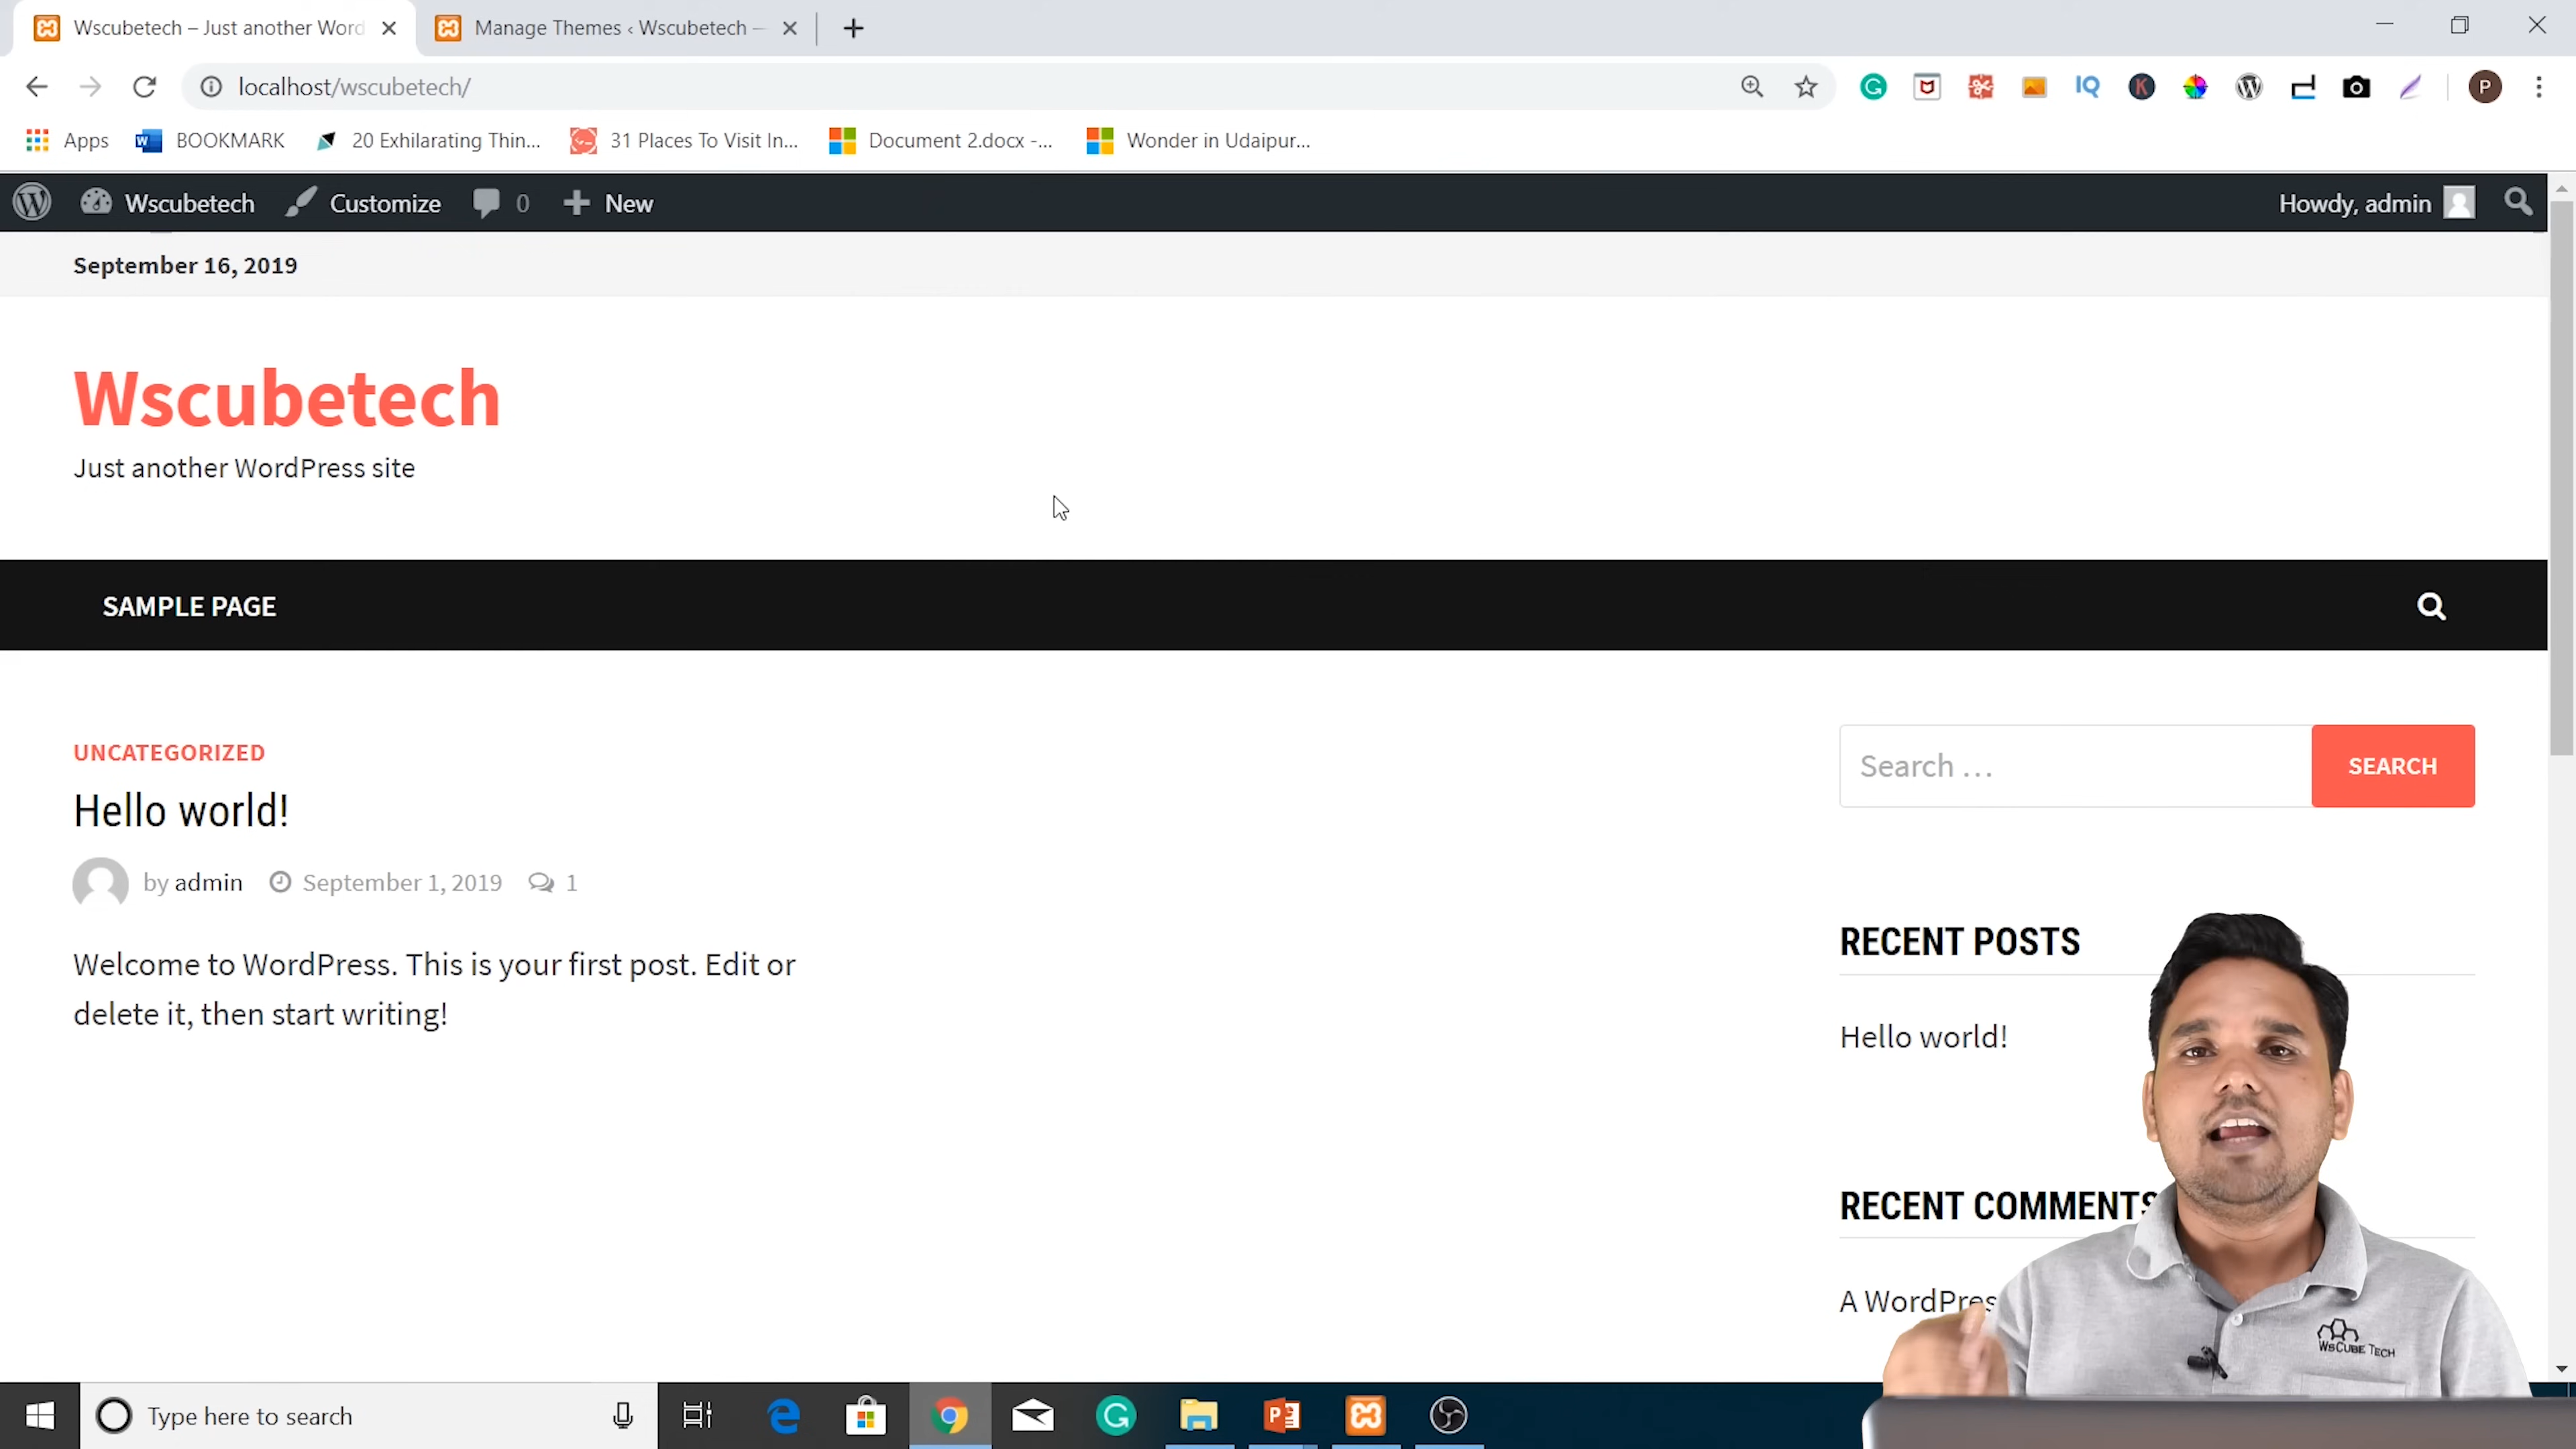 Wscubetech – Just another Word
Manage Themes ‹ Wscubetech –
localhost/wscubetech/
Apps
BOOKMARK
20 Exhilarating Thin...
31 Places To Visit In...
Document 2.docx -...
Wonder in Udaipur...
Wscubetech
Customize
0
New
Howdy, admin
September 16, 2019
Wscubetech
Just another WordPress site
SAMPLE PAGE
UNCATEGORIZED
Hello world!
by admin September 1, 2019 1
Welcome to WordPress. This is your first post. Edit or
delete it, then start writing!
Search …
SEARCH
RECENT POSTS
Hello world!
RECENT COMMENTS
A WordPres
WSCUBE TECH
Type here to search